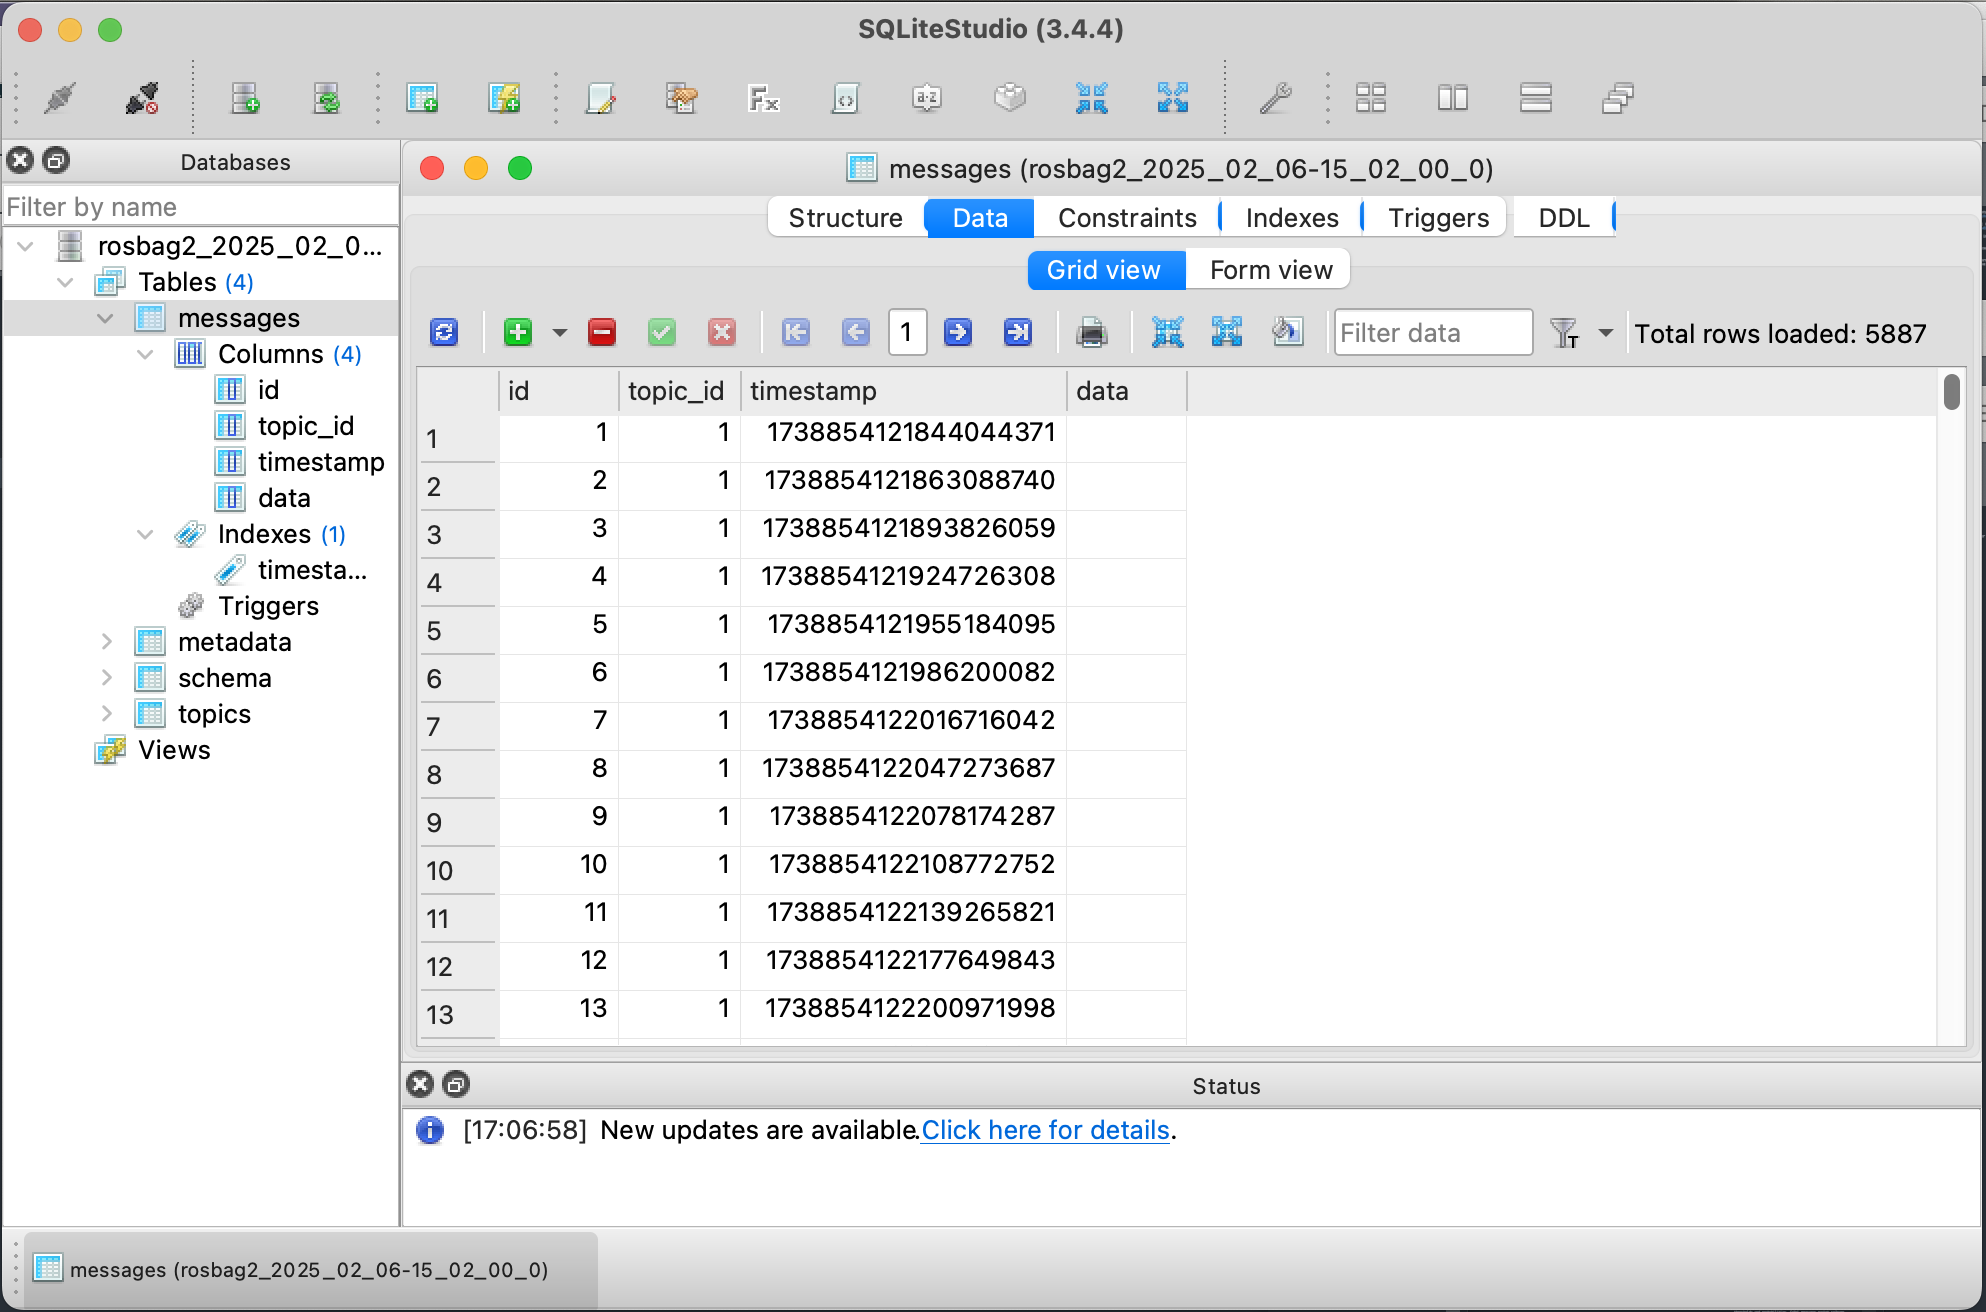 SQLiteStudio (3.4.4)
Databases
Filter by name
rosbag2_2025_02_0...
Tables (4)
messages
Columns (4)
id
topic_id
timestamp
data
Indexes (1)
timesta...
Triggers
metadata
schema
topics
Views
messages (rosbag2_2025_02_06-15_02_00_0)
Structure Data Constraints Indexes Triggers DDL
Grid view Form view
1 Filter data Total rows loaded: 5887
id topic_id timestamp data
1 1 1 1738854121844044371
2 2 1 1738854121863088740
3 3 1 1738854121893826059
4 4 1 1738854121924726308
5 5 1 1738854121955184095
6 6 1 1738854121986200082
7 7 1 1738854122016716042
8 8 1 1738854122047273687
9 9 1 1738854122078174287
10 10 1 1738854122108772752
11 11 1 1738854122139265821
12 12 1 1738854122177649843
13 13 1 1738854122200971998
Status
[17:06:58] New updates are available. Click here for details.
messages (rosbag2_2025_02_06-15_02_00_0)